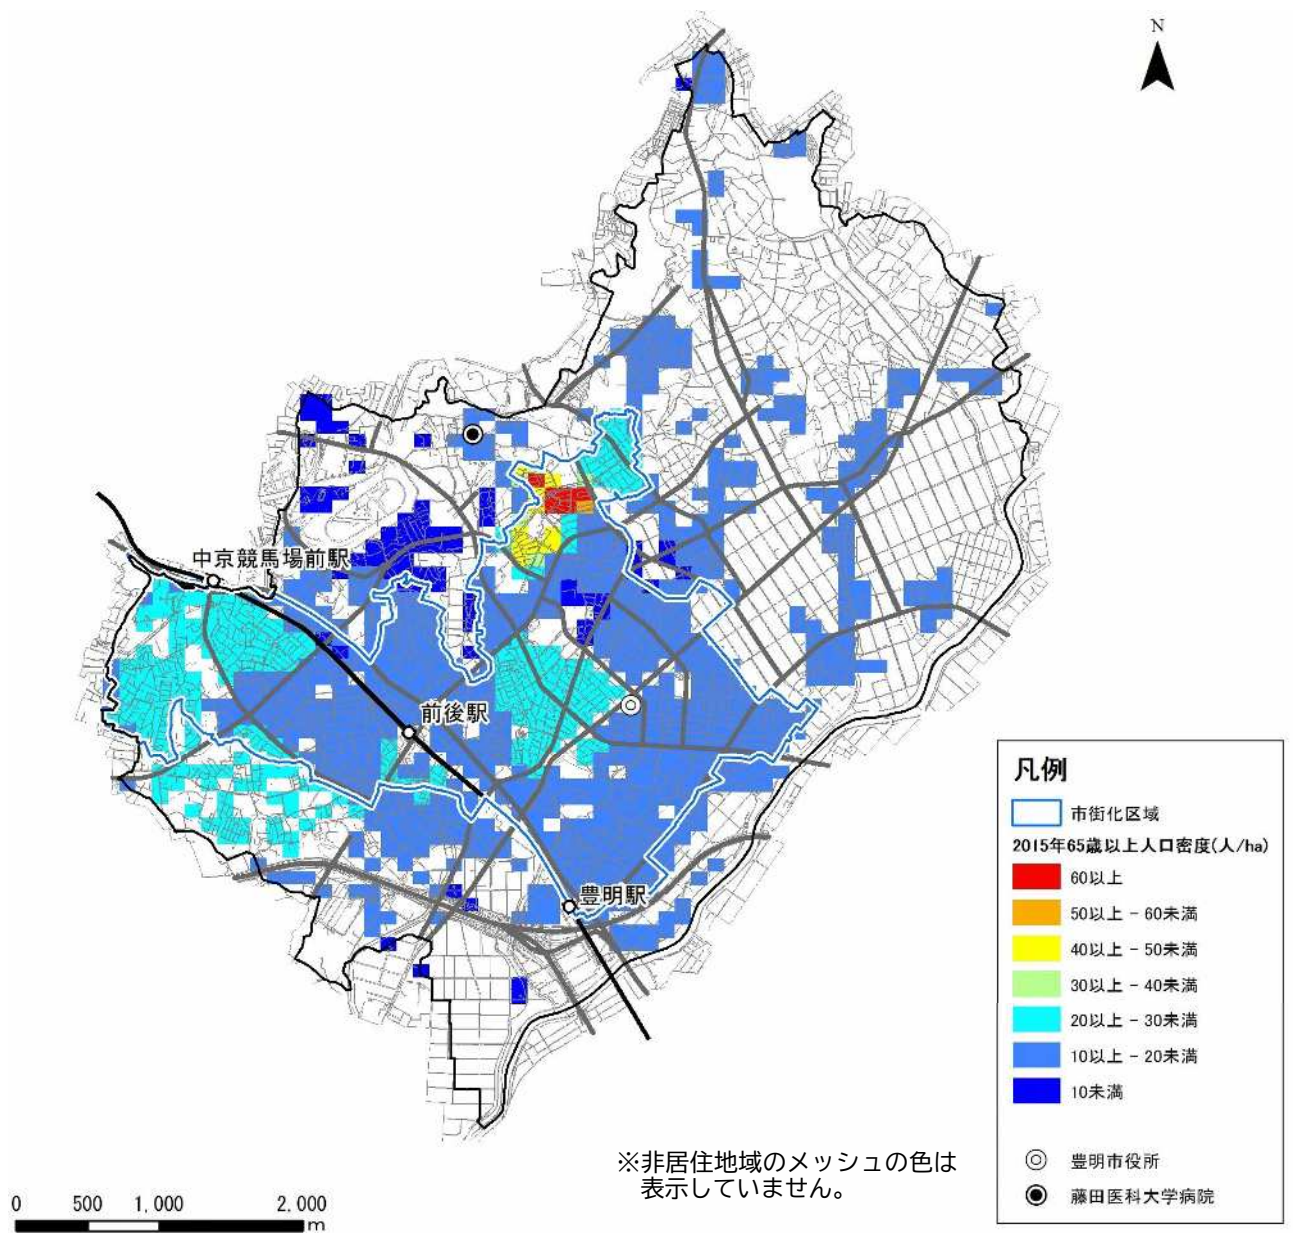 N
中京競馬場前駅
前後駅
豊明駅
凡例
市街化区域
2015年65歳以上人口密度(人/ha)
60以上
50以上 - 60未満
40以上 - 50未満
30以上 - 40未満
20以上 - 30未満
10以上 - 20未満
10未満
豊明市役所
藤田医科大学病院
※非居住地域のメッシュの色は
表示していません。
0 500 1,000 2,000
m